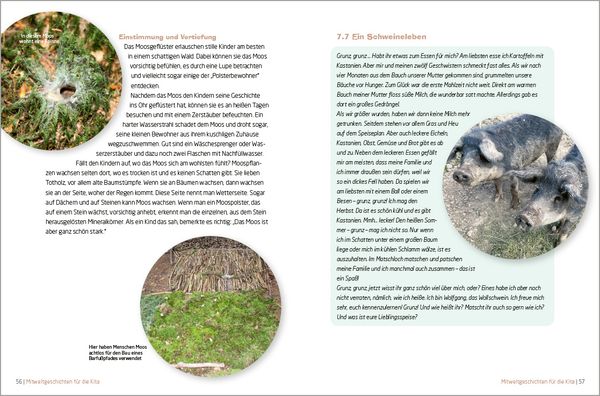 In diesem Moos
wohnt eine Spinne
Einstimmung und Vertiefung
Das Moosgeflüster erlauschen stille Kinder am besten
in einem schattigen Wald. Dabei können sie das Moos
vorsichtig befühlen, es durch eine Lupe betrachten
und vielleicht sogar einige der „Polsterbewohner"
entdecken.
Nachdem das Moos den Kindern seine Geschichte
ins Ohr geflüstert hat, können sie es an heißen Tagen
besuchen und mit einem Zerstäuber befeuchten. Ein
harter Wasserstrahl schadet dem Moos und droht sogar,
seine kleinen Bewohner aus ihrem kuschligen Zuhause
wegzuschwemmen. Gut sind ein Wäschesprenger oder Was-
serzerstäuber und dazu noch zwei Flaschen mit Nachfüllwasser.
Fällt den Kindern auf, wo das Moos sich am wohlsten fühlt? Moospflan-
zen wachsen selten dort, wo es trocken ist und es keinen Schatten gibt. Sie lieben
Totholz, vor allem alte Baumstümpfe. Wenn sie an Bäumen wachsen, dann wachsen
sie an der Seite, woher der Regen kommt. Diese Seite nennt man Wetterseite. Sogar
auf Dächern und auf Steinen kann Moos wachsen. Wenn man ein Moospolster, das
auf einem Stein wächst, vorsichtig anhebt, erkennt man die einzelnen, aus dem Stein
herausgelösten Mineralkörner. Als ein Kind das sah, bemerkte es richtig: „Das Moos ist
aber ganz schön stark."
Hier haben Menschen Moos
achtlos für den Bau eines
Barfußpfades verwendet
56 | Mitweltgeschichten für die Kita
7.7 Ein Schweineleben
Grunz, grunz ... Habt ihr etwas zum Essen für mich? Am liebsten esse ich Kartoffeln mit
Kastanien. Aber mir und meinen zwölf Geschwistern schmeckt fast alles. Als wir nach
vier Monaten aus dem Bauch unserer Mutter gekommen sind, grummelten unsere
Bäuche vor Hunger. Zum Glück war die erste Mahlzeit nicht weit. Direkt am warmen
Bauch meiner Mutter floss süße Milch, die wunderbar satt machte. Allerdings gab es
dort ein großes Gedrängel.
Als wir größer wurden, haben wir dann keine Milch mehr
getrunken. Seitdem stehen vor allem Gras und Heu
auf dem Speiseplan. Aber auch leckere Eicheln,
Kastanien, Obst, Gemüse und Brot gibt es ab
und zu. Neben dem leckeren Essen gefällt
mir am meisten, dass meine Familie und
ich immer draußen sein dürfen, weil wir
so ein dickes Fell haben. Da spielen wir
am liebsten mit einem Ball oder einem
Besen – grunz, grunz! Ich mag den
Herbst. Da ist es schön kühl und es gibt
Kastanien. Mmh... lecker! Den heißen Som-
mer – grunz – mag ich nicht so. Nur wenn
ich im Schatten unter einem großen Baum
liege oder mich im kühlen Schlamm wälze, ist es
auszuhalten. Im Matschloch matschen und patschen
meine Familie und ich manchmal auch zusammen – das ist
ein Spaß!
Grunz, grunz, jetzt wisst ihr ganz schön viel über mich, oder? Eines habe ich aber noch
nicht verraten, nämlich, wie ich heiße. Ich bin Wolfgang, das Wollschwein. Ich freue mich
sehr, euch kennenzulernen! Grunz! Und wie heißt ihr? Matscht ihr auch so gern wie ich?
Und was ist eure Lieblingsspeise?
Mitweltgeschichten für die Kita | 57